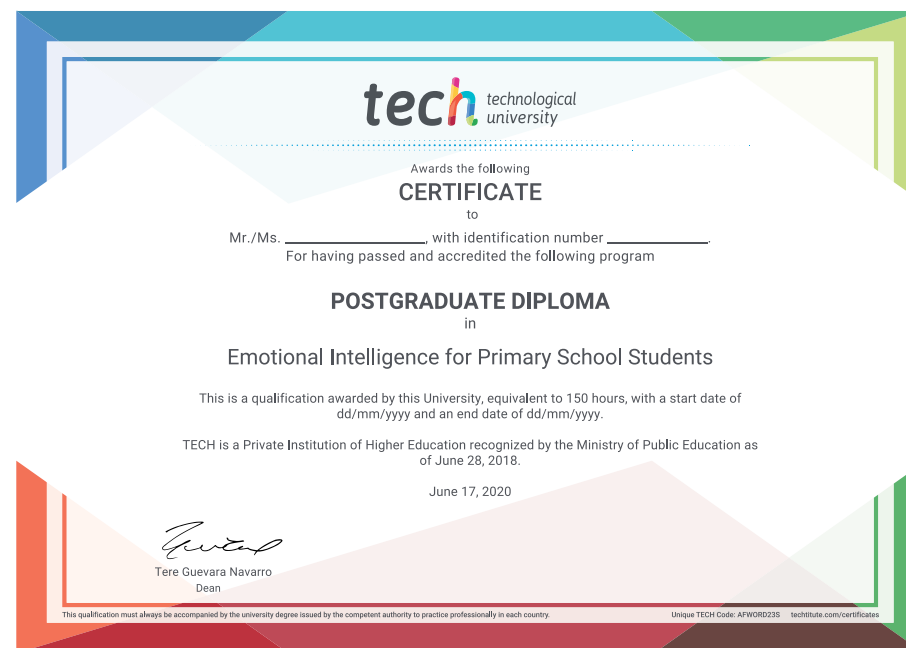 tech technological
university
Awards the following
CERTIFICATE
to
Mr./Ms. ____________, with identification number ____________.
For having passed and accredited the following program
POSTGRADUATE DIPLOMA
in
Emotional Intelligence for Primary School Students
This is a qualification awarded by this University, equivalent to 150 hours, with a start date of
dd/mm/yyyy and an end date of dd/mm/yyyy.
TECH is a Private Institution of Higher Education recognized by the Ministry of Public Education as
of June 28, 2018.
June 17, 2020
Tere Guevara Navarro
Dean
This qualification must always be accompanied by the university degree issued by the competent authority to practice professionally in each country. Unique TECH Code: AFWORD23S techtitute.com/certificates